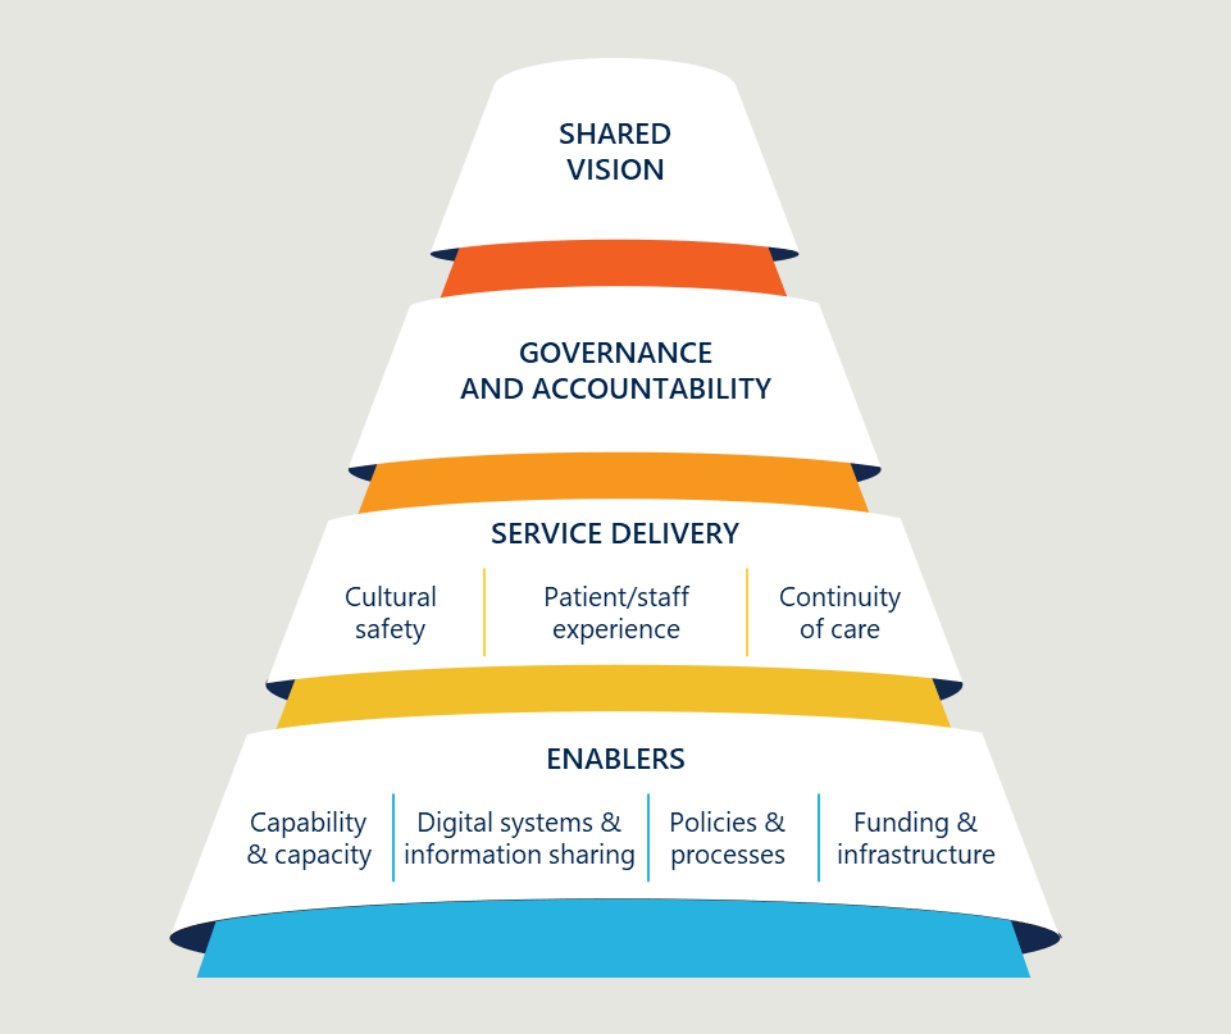 SHARED
VISION
GOVERNANCE
AND ACCOUNTABILITY
SERVICE DELIVERY
Cultural
safety
Patient/staff
experience
Continuity
of care
ENABLERS
Capability
& capacity
Digital systems &
information sharing
Policies &
processes
Funding &
infrastructure